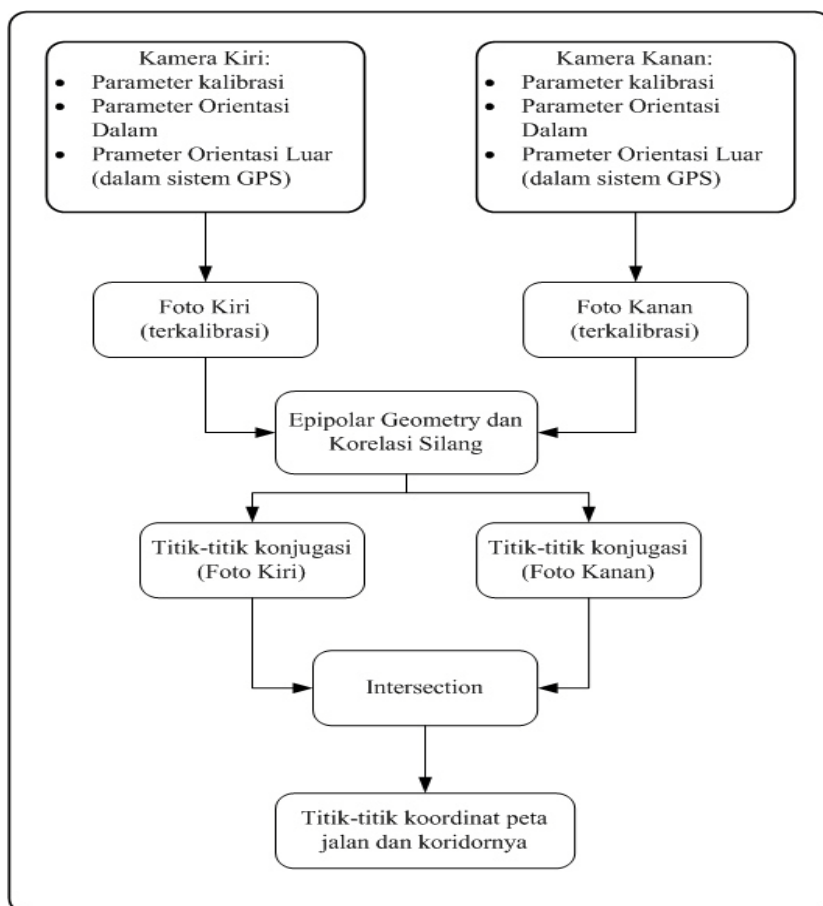 Kamera Kiri:
• Parameter kalibrasi
• Parameter Orientasi
Dalam
• Prameter Orientasi Luar
(dalam sistem GPS)
Kamera Kanan:
• Parameter kalibrasi
• Parameter Orientasi
Dalam
• Prameter Orientasi Luar
(dalam sistem GPS)
Foto Kiri
(terkalibrasi)
Foto Kanan
(terkalibrasi)
Epipolar Geometry dan
Korelasi Silang
Titik-titik konjugasi
(Foto Kiri)
Titik-titik konjugasi
(Foto Kanan)
Intersection
Titik-titik koordinat peta
jalan dan koridornya